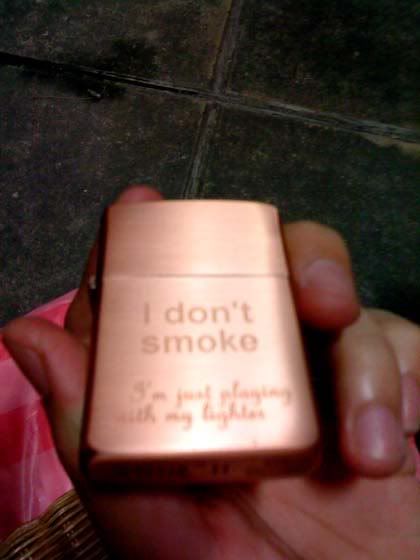 I don't
smoke
I'm just playing
with my lighter